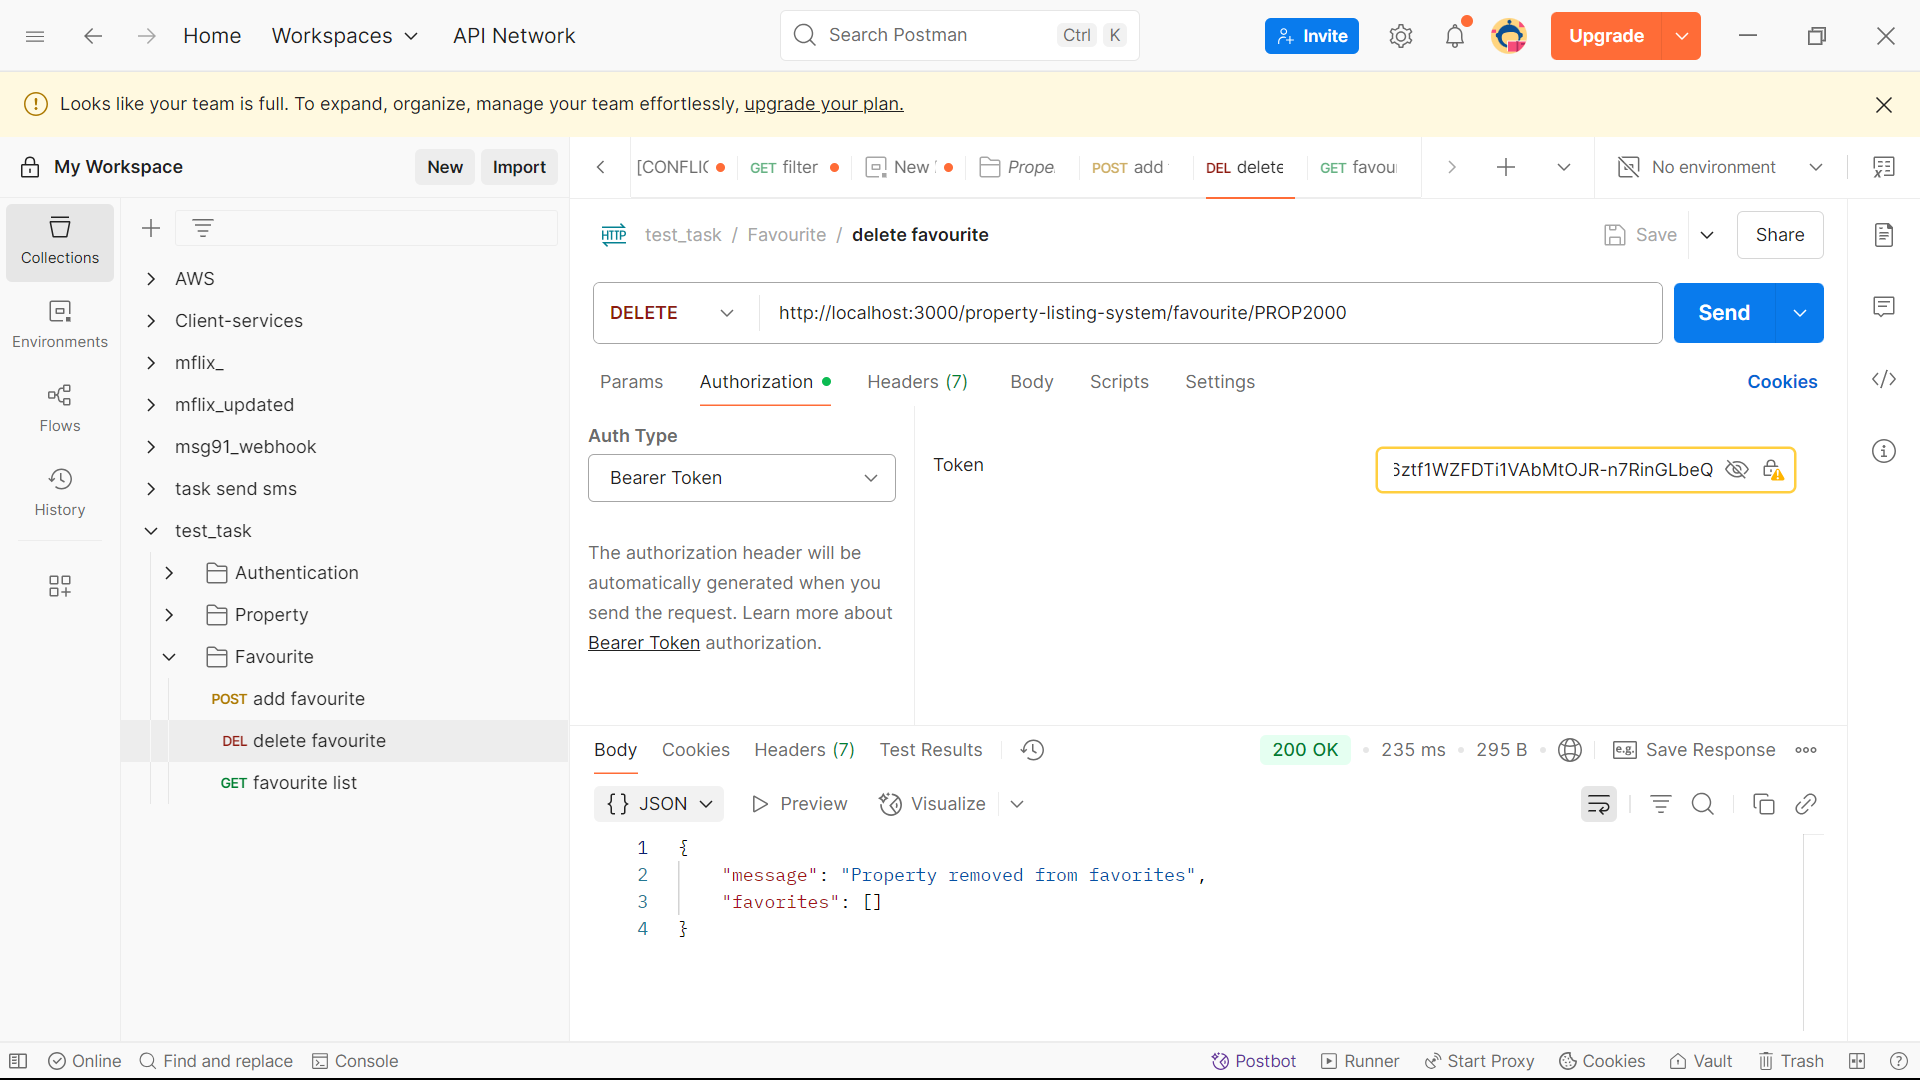 Home
Workspaces
API Network
Search Postman
Ctrl
K
Invite
Upgrade
Looks like your team is full. To expand, organize, manage your team effortlessly, upgrade your plan.
My Workspace
New
Import
[CONFLIC
GET filter
New
Prope
POST add
DEL delete
GET favou
No environment
Collections
Environments
Flows
History
AWS
Client-services
mflix_
mflix_updated
msg91_webhook
task send sms
test_task
Authentication
Property
Favourite
POST add favourite
DEL delete favourite
GET favourite list
HTTP
test_task / Favourite / delete favourite
Save
Share
DELETE
http://localhost:3000/property-listing-system/favourite/PROP2000
Send
Params
Authorization
Headers (7)
Body
Scripts
Settings
Cookies
Auth Type
Bearer Token
The authorization header will be
automatically generated when you
send the request. Learn more about
Bearer Token authorization.
Token
ztf1WZFDTi1VAbMtOJR-n7RinGLbeQ
Body
Cookies
Headers (7)
Test Results
200 OK
235 ms
295 B
e.g. Save Response
{} JSON
Preview
Visualize
1 {
2 "message": "Property removed from favorites",
3 "favorites": []
4 }
Online
Find and replace
Console
Postbot
Runner
Start Proxy
Cookies
Vault
Trash